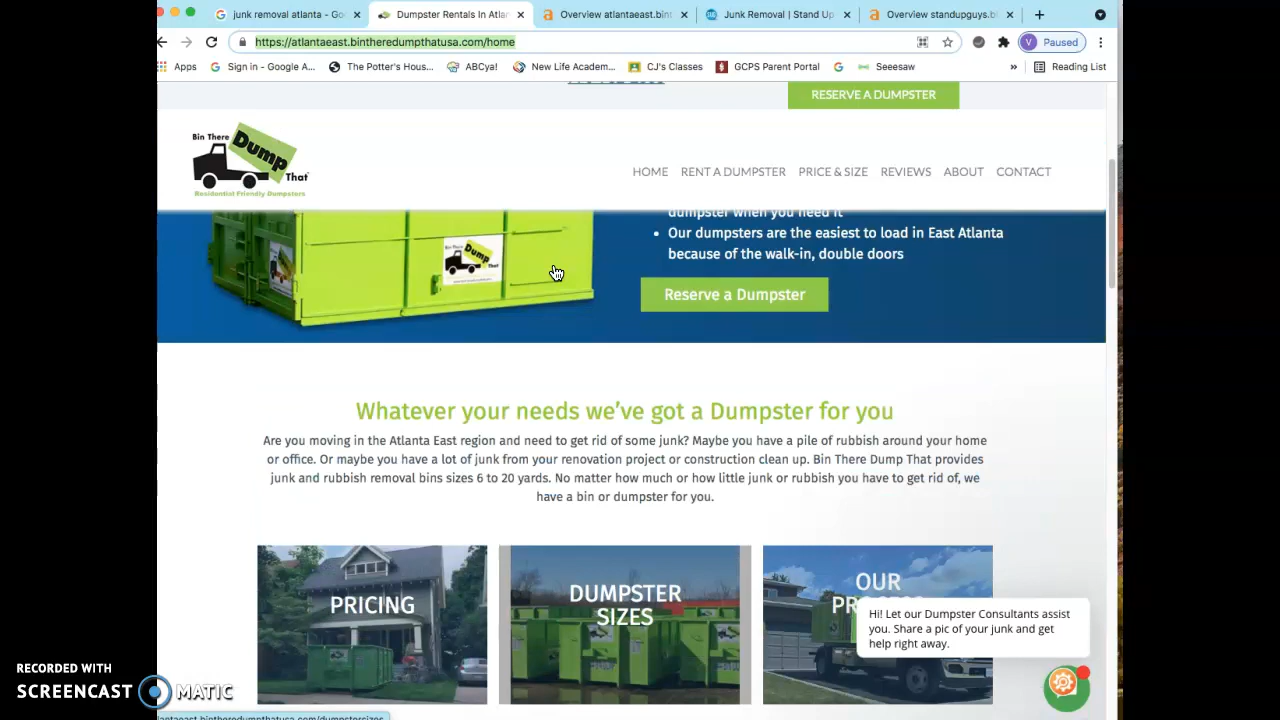 junk removal atlanta - Go
Dumpster Rentals In Atla
Overview atlantaeast.bint
Junk Removal | Stand Up
Overview standupguys.bi
https://atlantaeast.bintheredumpthatusa.com/home
V Paused
Apps
Sign in - Google A...
The Potter's Hous...
ABCya!
New Life Academy...
CJ's Classes
GCPS Parent Portal
Seeesaw
Reading List
RESERVE A DUMPSTER
Bin There
Dump
That
Residential Friendly Dumpsters
HOME
RENT A DUMPSTER
PRICE & SIZE
REVIEWS
ABOUT
CONTACT
dumpster when you need it
• Our dumpsters are the easiest to load in East Atlanta
because of the walk-in, double doors
Reserve a Dumpster
Whatever your needs we've got a Dumpster for you
Are you moving in the Atlanta East region and need to get rid of some junk? Maybe you have a pile of rubbish around your home
or office. Or maybe you have a lot of junk from your renovation project or construction clean up. Bin There Dump That provides
junk and rubbish removal bins sizes 6 to 20 yards. No matter how much or how little junk or rubbish you have to get rid of, we
have a bin or dumpster for you.
PRICING
DUMPSTER
SIZES
OUR
Hi! Let our Dumpster Consultants assist
you. Share a pic of your junk and get
help right away.
RECORDED WITH
SCREENCAST MATIC